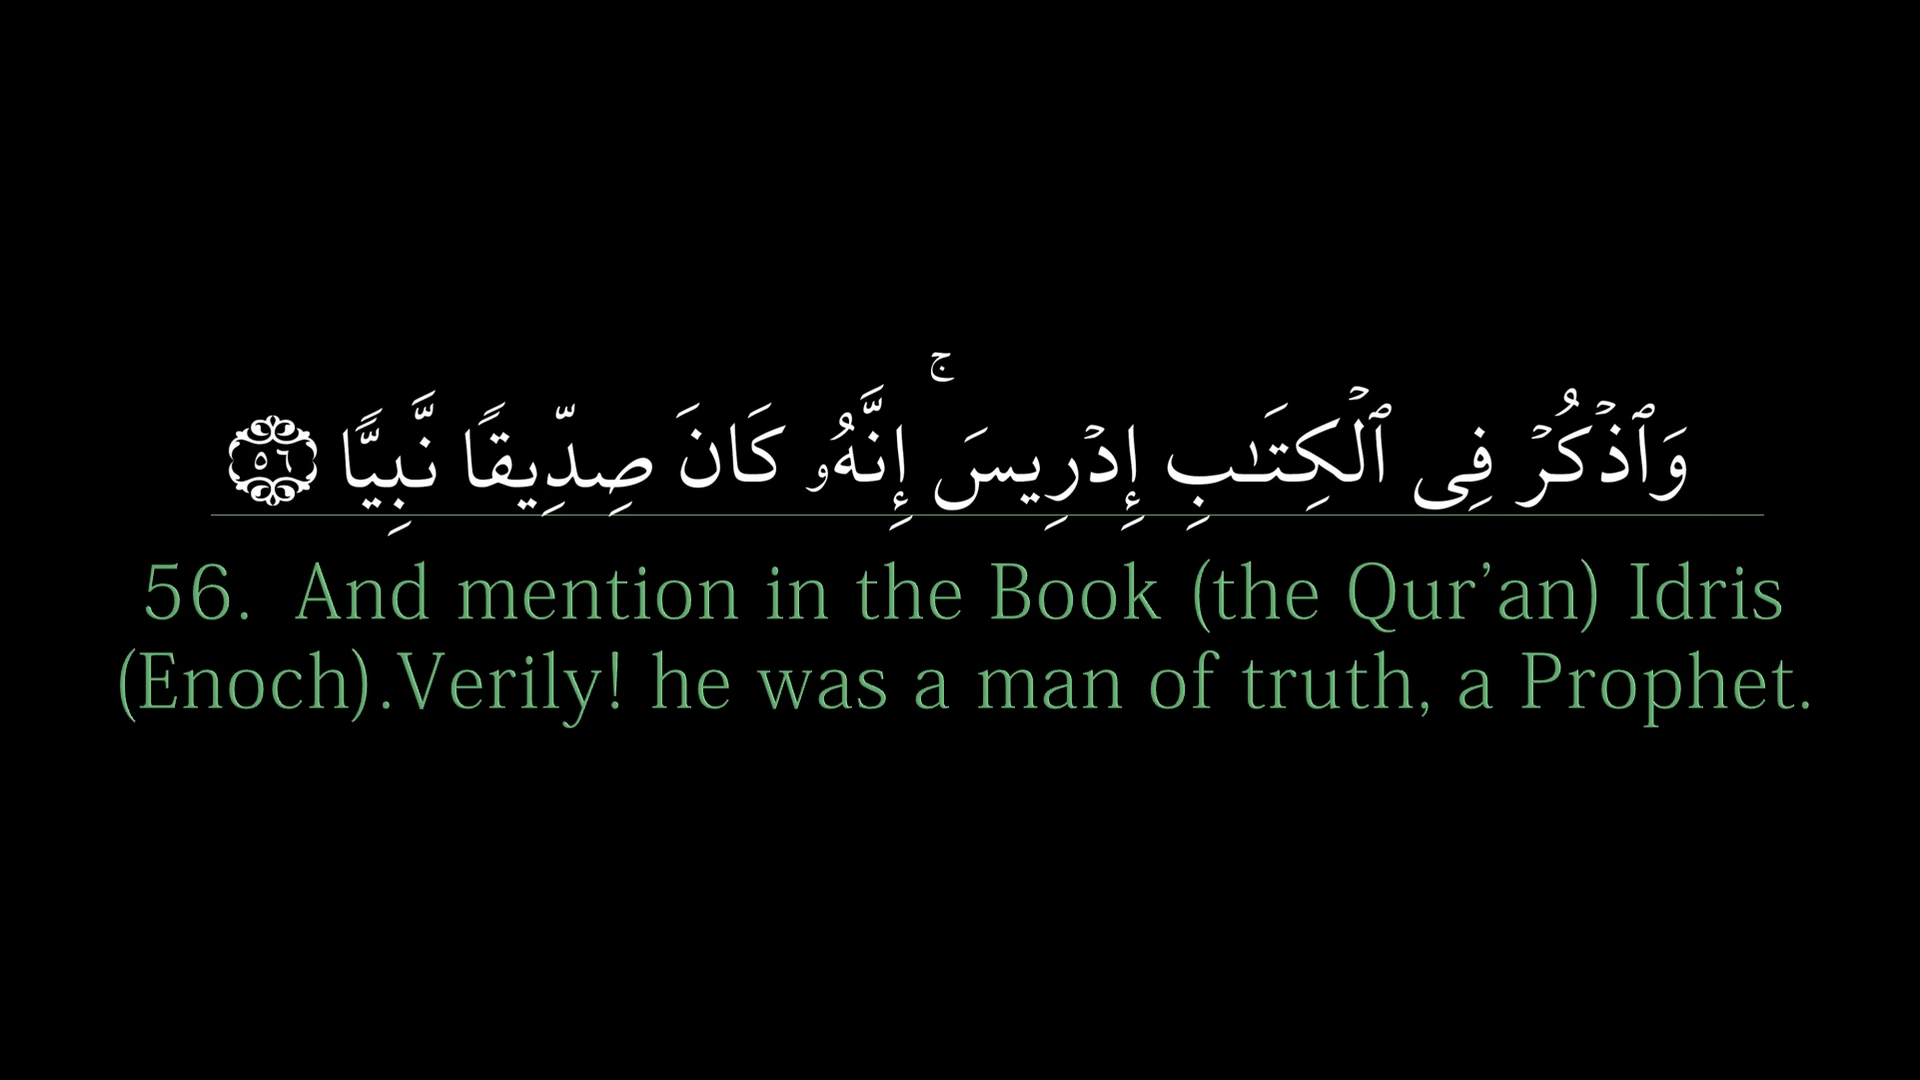 وَٱذۡكُرۡ فِى ٱلۡكِتَـٰبِ إِدۡرِيسَ‌ۚ إِنَّهُۥ كَانَ صِدِّيقًا نَّبِيًّا ٥٦
56. And mention in the Book (the Qur’an) Idris
(Enoch).Verily! he was a man of truth, a Prophet.